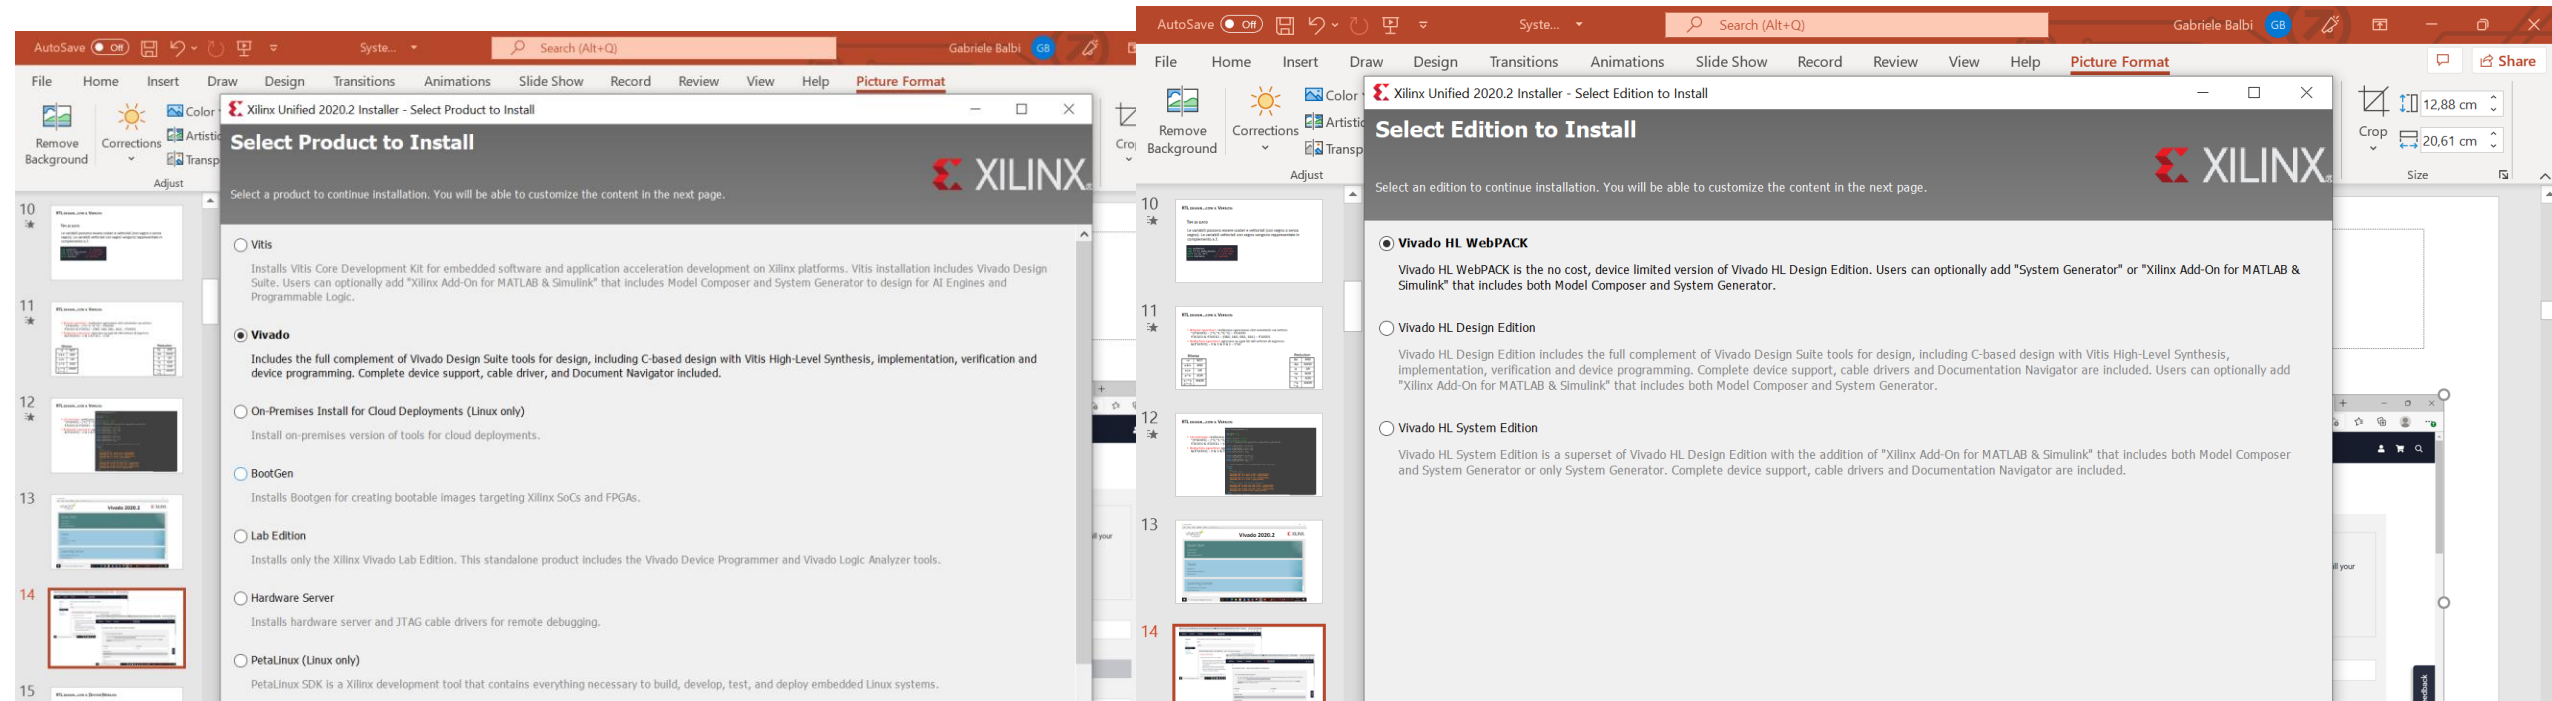 AutoSave Off Syste... Search (Alt+Q) Gabriele Balbi GB
File Home Insert Draw Design Transitions Animations Slide Show Record Review View Help Picture Format
Remove Background
Corrections
Color
Artistic
Transp
Adjust
Cro
10
11
12
13
Vivado 2020.2
14
15
Xilinx Unified 2020.2 Installer - Select Product to Install
Select Product to Install
XILINX
Select a product to continue installation. You will be able to customize the content in the next page.
Vitis
Installs Vitis Core Development Kit for embedded software and application acceleration development on Xilinx platforms. Vitis installation includes Vivado Design
Suite. Users can optionally add "Xilinx Add-On for MATLAB & Simulink" that includes Model Composer and System Generator to design for AI Engines and
Programmable Logic.
Vivado
Includes the full complement of Vivado Design Suite tools for design, including C-based design with Vitis High-Level Synthesis, implementation, verification and
device programming. Complete device support, cable driver, and Document Navigator included.
On-Premises Install for Cloud Deployments (Linux only)
Install on-premises version of tools for cloud deployments.
BootGen
Installs Bootgen for creating bootable images targeting Xilinx SoCs and FPGAs.
Lab Edition
Installs only the Xilinx Vivado Lab Edition. This standalone product includes the Vivado Device Programmer and Vivado Logic Analyzer tools.
Hardware Server
Installs hardware server and JTAG cable drivers for remote debugging.
PetaLinux (Linux only)
PetaLinux SDK is a Xilinx development tool that contains everything necessary to build, develop, test, and deploy embedded Linux systems.
ll your
AutoSave Off Syste... Search (Alt+Q) Gabriele Balbi GB
File Home Insert Draw Design Transitions Animations Slide Show Record Review View Help Picture Format Share
Remove Background
Corrections
Color
Artistic
Transp
Adjust
Crop
12,88 cm
20,61 cm
Size
10
11
12
13
Vivado 2020.2
14
Xilinx Unified 2020.2 Installer - Select Edition to Install
Select Edition to Install
XILINX
Select an edition to continue installation. You will be able to customize the content in the next page.
Vivado HL WebPACK
Vivado HL WebPACK is the no cost, device limited version of Vivado HL Design Edition. Users can optionally add "System Generator" or "Xilinx Add-On for MATLAB &
Simulink" that includes both Model Composer and System Generator.
Vivado HL Design Edition
Vivado HL Design Edition includes the full complement of Vivado Design Suite tools for design, including C-based design with Vitis High-Level Synthesis,
implementation, verification and device programming. Complete device support, cable drivers and Documentation Navigator are included. Users can optionally add
"Xilinx Add-On for MATLAB & Simulink" that includes both Model Composer and System Generator.
Vivado HL System Edition
Vivado HL System Edition is a superset of Vivado HL Design Edition with the addition of "Xilinx Add-On for MATLAB & Simulink" that includes both Model Composer
and System Generator or only System Generator. Complete device support, cable drivers and Documentation Navigator are included.
ll your
edback